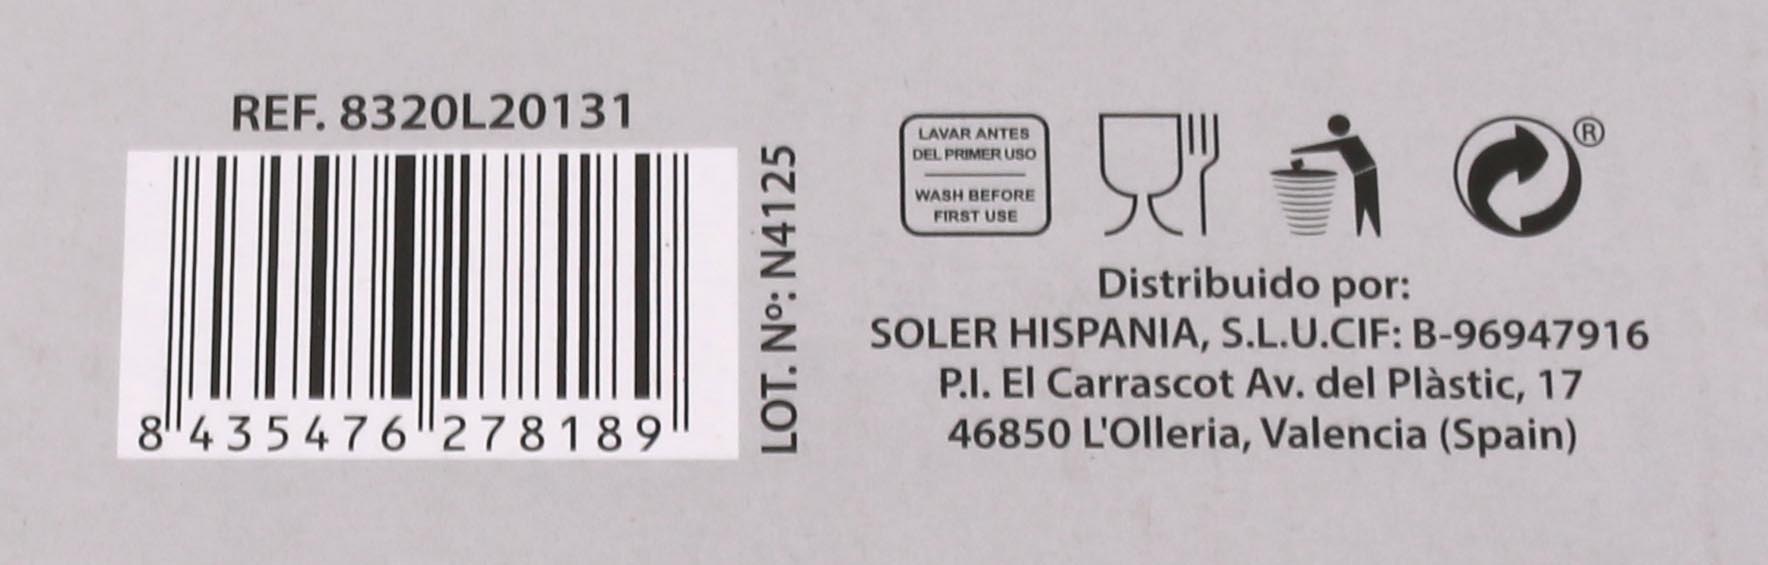 REF. 8320L20131
8 435476 278189
LOT. Nº: N4125
LAVAR ANTES
DEL PRIMER USO
WASH BEFORE
FIRST USE
®
Distribuido por:
SOLER HISPANIA, S.L.U.CIF: B-96947916
P.I. El Carrascot Av. del Plàstic, 17
46850 L'Olleria, Valencia (Spain)